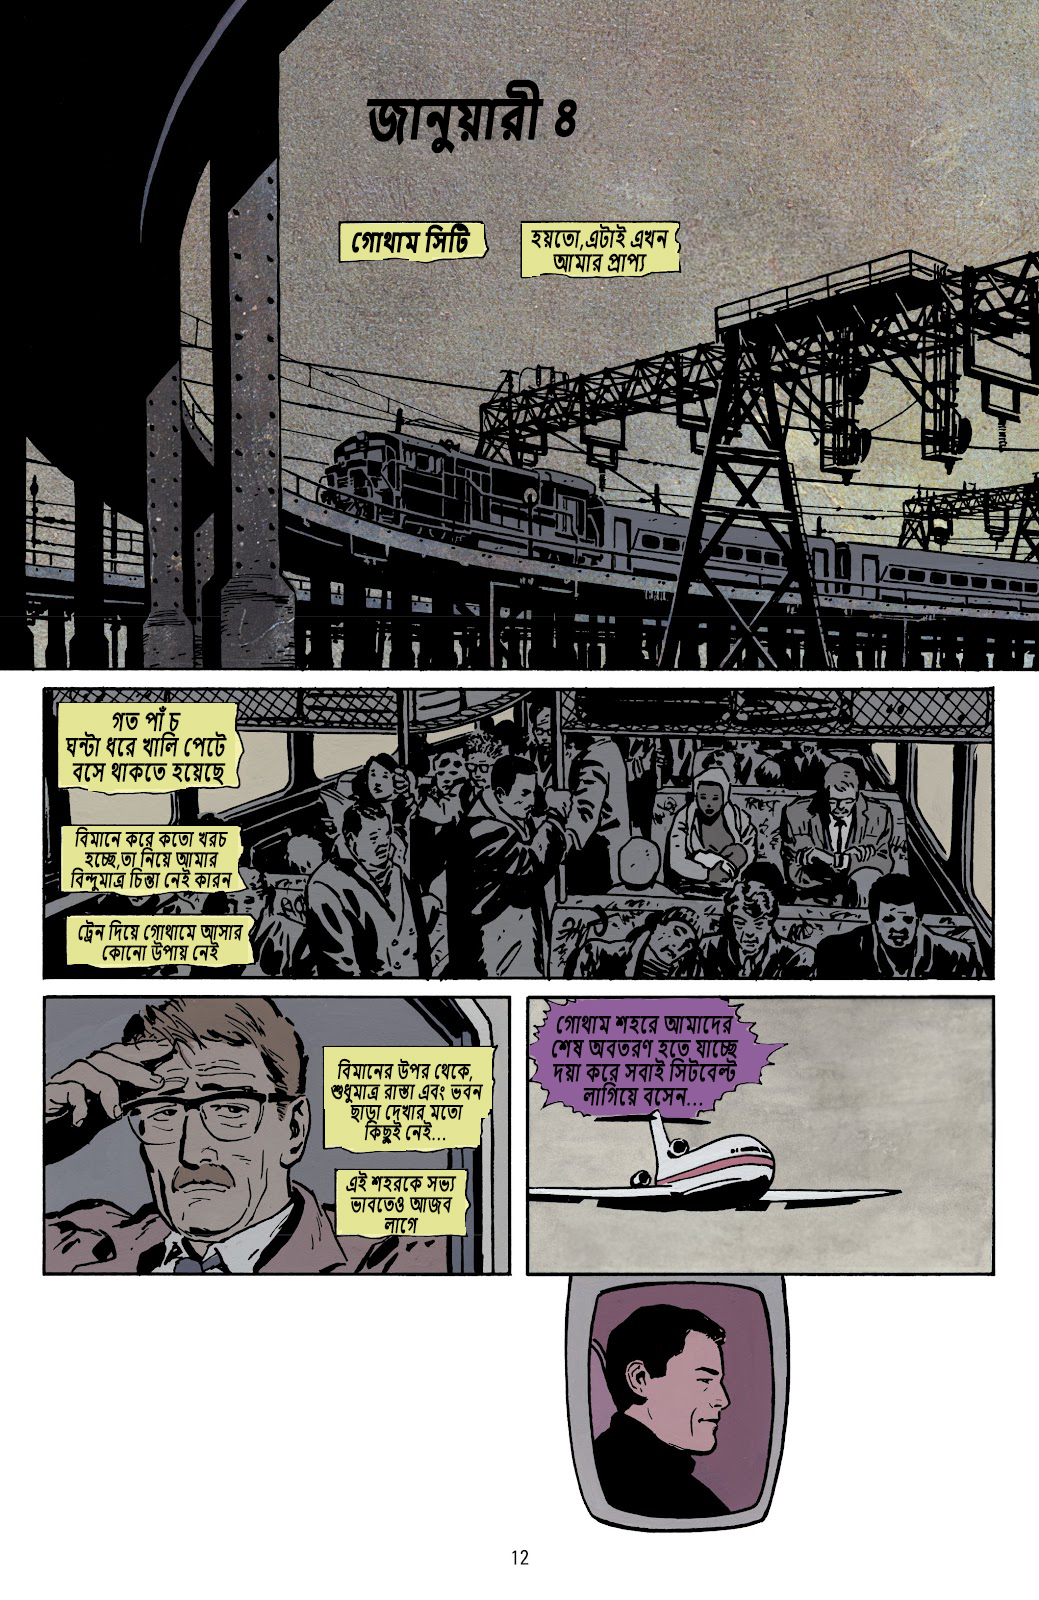 জানুয়ারী ৪
গোথাম সিটি
হয়তো,এটাই এখন
আমার প্রাপ্য
গত পাঁচ
ঘন্টা ধরে খালি পেটে
বসে থাকতে হয়েছে
বিমানে করে কতো খরচ
হচ্ছে,তা নিয়ে আমার
বিন্দুমাত্র চিন্তা নেই কারন
ট্রেন দিয়ে গোথামে আসার
কোনো উপায় নেই
বিমানের উপর থেকে,
শুধুমাত্র রাস্তা এবং ভবন
ছাড়া দেখার মতো
কিছুই নেই...
এই শহরকে সভ্য
ভাবতেও আজব
লাগে
গোথাম শহরে আমাদের
শেষ অবতরণ হতে যাচ্ছে
দয়া করে সবাই সিটবেল্ট
লাগিয়ে বসেন...
12